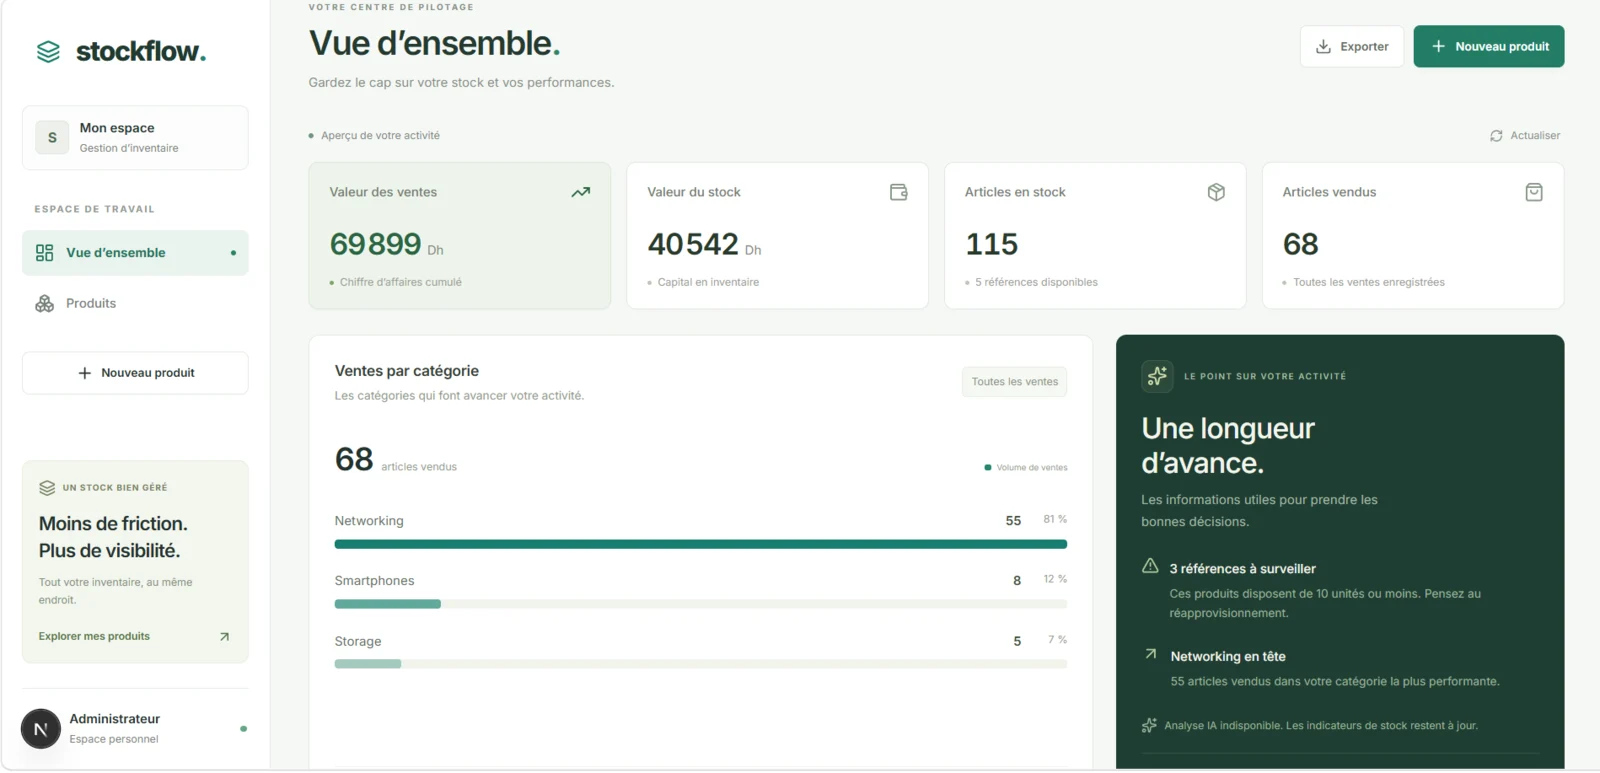 stockflow.
S
Mon espace
Gestion d’inventaire
ESPACE DE TRAVAIL
Vue d’ensemble
Produits
Nouveau produit
UN STOCK BIEN GÉRÉ
Moins de friction.
Plus de visibilité.
Tout votre inventaire, au même
endroit.
Explorer mes produits
N
Administrateur
Espace personnel
VOTRE CENTRE DE PILOTAGE
Vue d’ensemble.
Gardez le cap sur votre stock et vos performances.
Exporter
Nouveau produit
Aperçu de votre activité
Actualiser
Valeur des ventes
69 899 Dh
Chiffre d’affaires cumulé
Valeur du stock
40 542 Dh
Capital en inventaire
Articles en stock
115
5 références disponibles
Articles vendus
68
Toutes les ventes enregistrées
Ventes par catégorie
Les catégories qui font avancer votre activité.
Toutes les ventes
68 articles vendus
Volume de ventes
Networking 55 81 %
Smartphones 8 12 %
Storage 5 7 %
LE POINT SUR VOTRE ACTIVITÉ
Une longueur
d’avance.
Les informations utiles pour prendre les
bonnes décisions.
3 références à surveiller
Ces produits disposent de 10 unités ou moins. Pensez au
réapprovisionnement.
Networking en tête
55 articles vendus dans votre catégorie la plus performante.
Analyse IA indisponible. Les indicateurs de stock restent à jour.